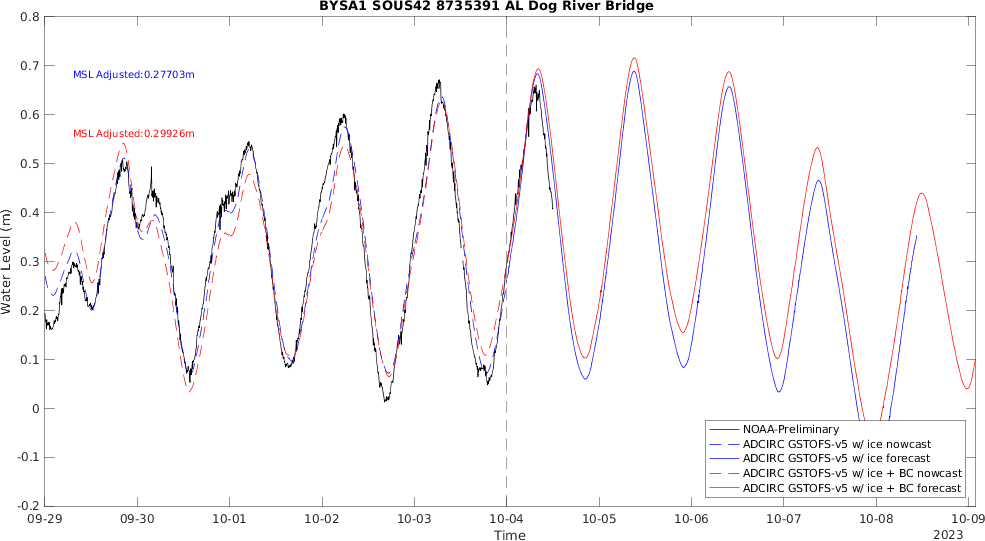 BYSA1 SOUS42 8735391 AL Dog River Bridge
0.8
0.7
0.6
0.5
0.4
0.3
0.2
0.1
0
-0.1
-0.2
Water Level (m)
MSL Adjusted:0.27703m
MSL Adjusted:0.29926m
NOAA-Preliminary
ADCIRC GSTOFS-v5 w/ ice nowcast
ADCIRC GSTOFS-v5 w/ ice forecast
ADCIRC GSTOFS-v5 w/ ice + BC nowcast
ADCIRC GSTOFS-v5 w/ ice + BC forecast
09-29 09-30 10-01 10-02 10-03 10-04 10-05 10-06 10-07 10-08 10-09
Time
2023